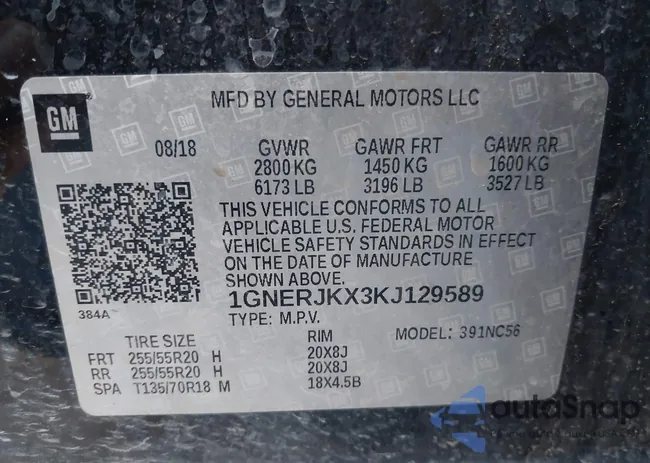 GM
MFD BY GENERAL MOTORS LLC
08/18 GVWR GAWR FRT GAWR RR
2800 KG 1450 KG 1600 KG
6173 LB 3196 LB 3527 LB
THIS VEHICLE CONFORMS TO ALL
APPLICABLE U.S. FEDERAL MOTOR
VEHICLE SAFETY STANDARDS IN EFFECT
ON THE DATE OF MANUFACTURE
SHOWN ABOVE.
1GNERJKX3KJ129589
384A
TYPE: M.P.V. MODEL: 391NC56
TIRE SIZE RIM
FRT 255/55R20 H 20X8J
RR 255/55R20 H 20X8J
SPA T135/70R18 M 18X4.5B
autoSnap